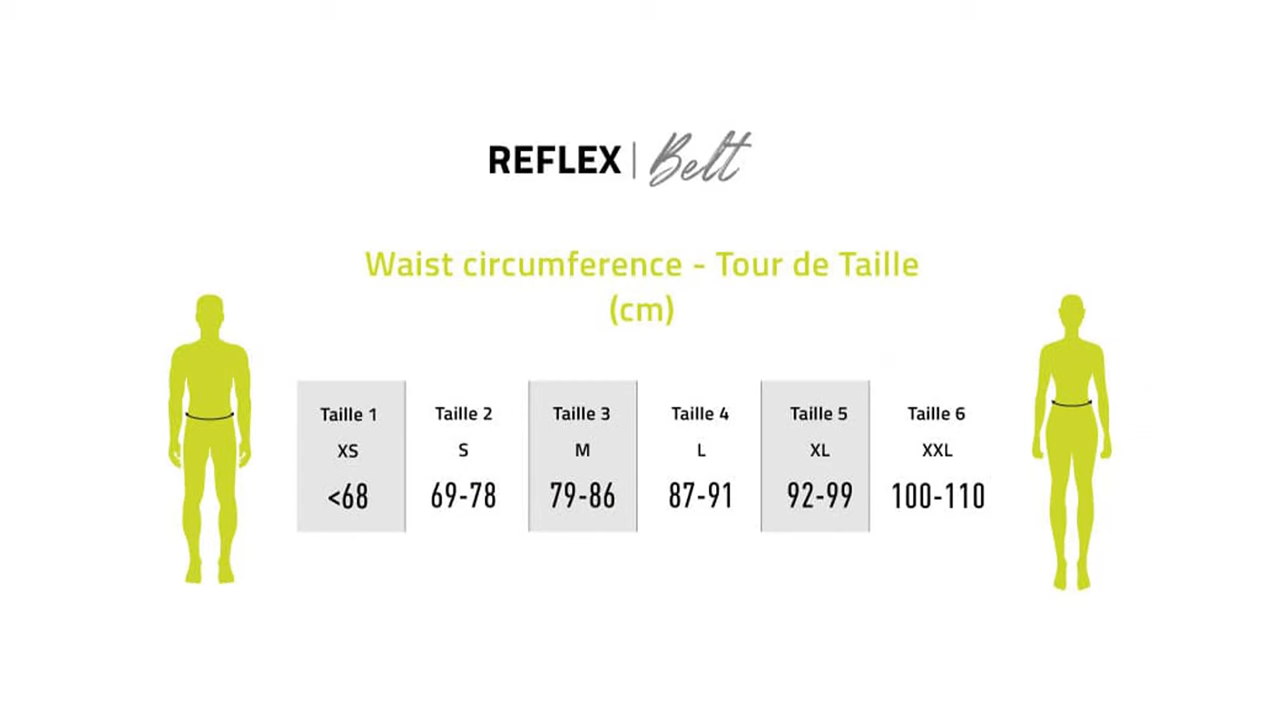 REFLEX | Belt
Waist circumference - Tour de Taille
(cm)
Taille 1 Taille 2 Taille 3 Taille 4 Taille 5 Taille 6
XS S M L XL XXL
<68 69-78 79-86 87-91 92-99 100-110